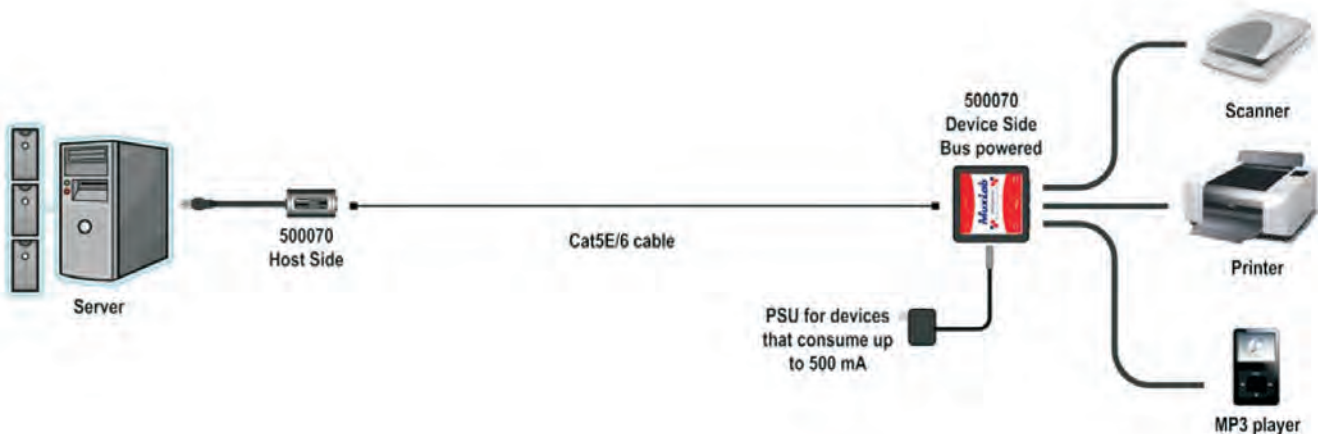 Server
500070
Host Side
Cat5E/6 cable
500070
Device Side
Bus powered
MuxLab
PSU for devices
that consume up
to 500 mA
Scanner
Printer
MP3 player